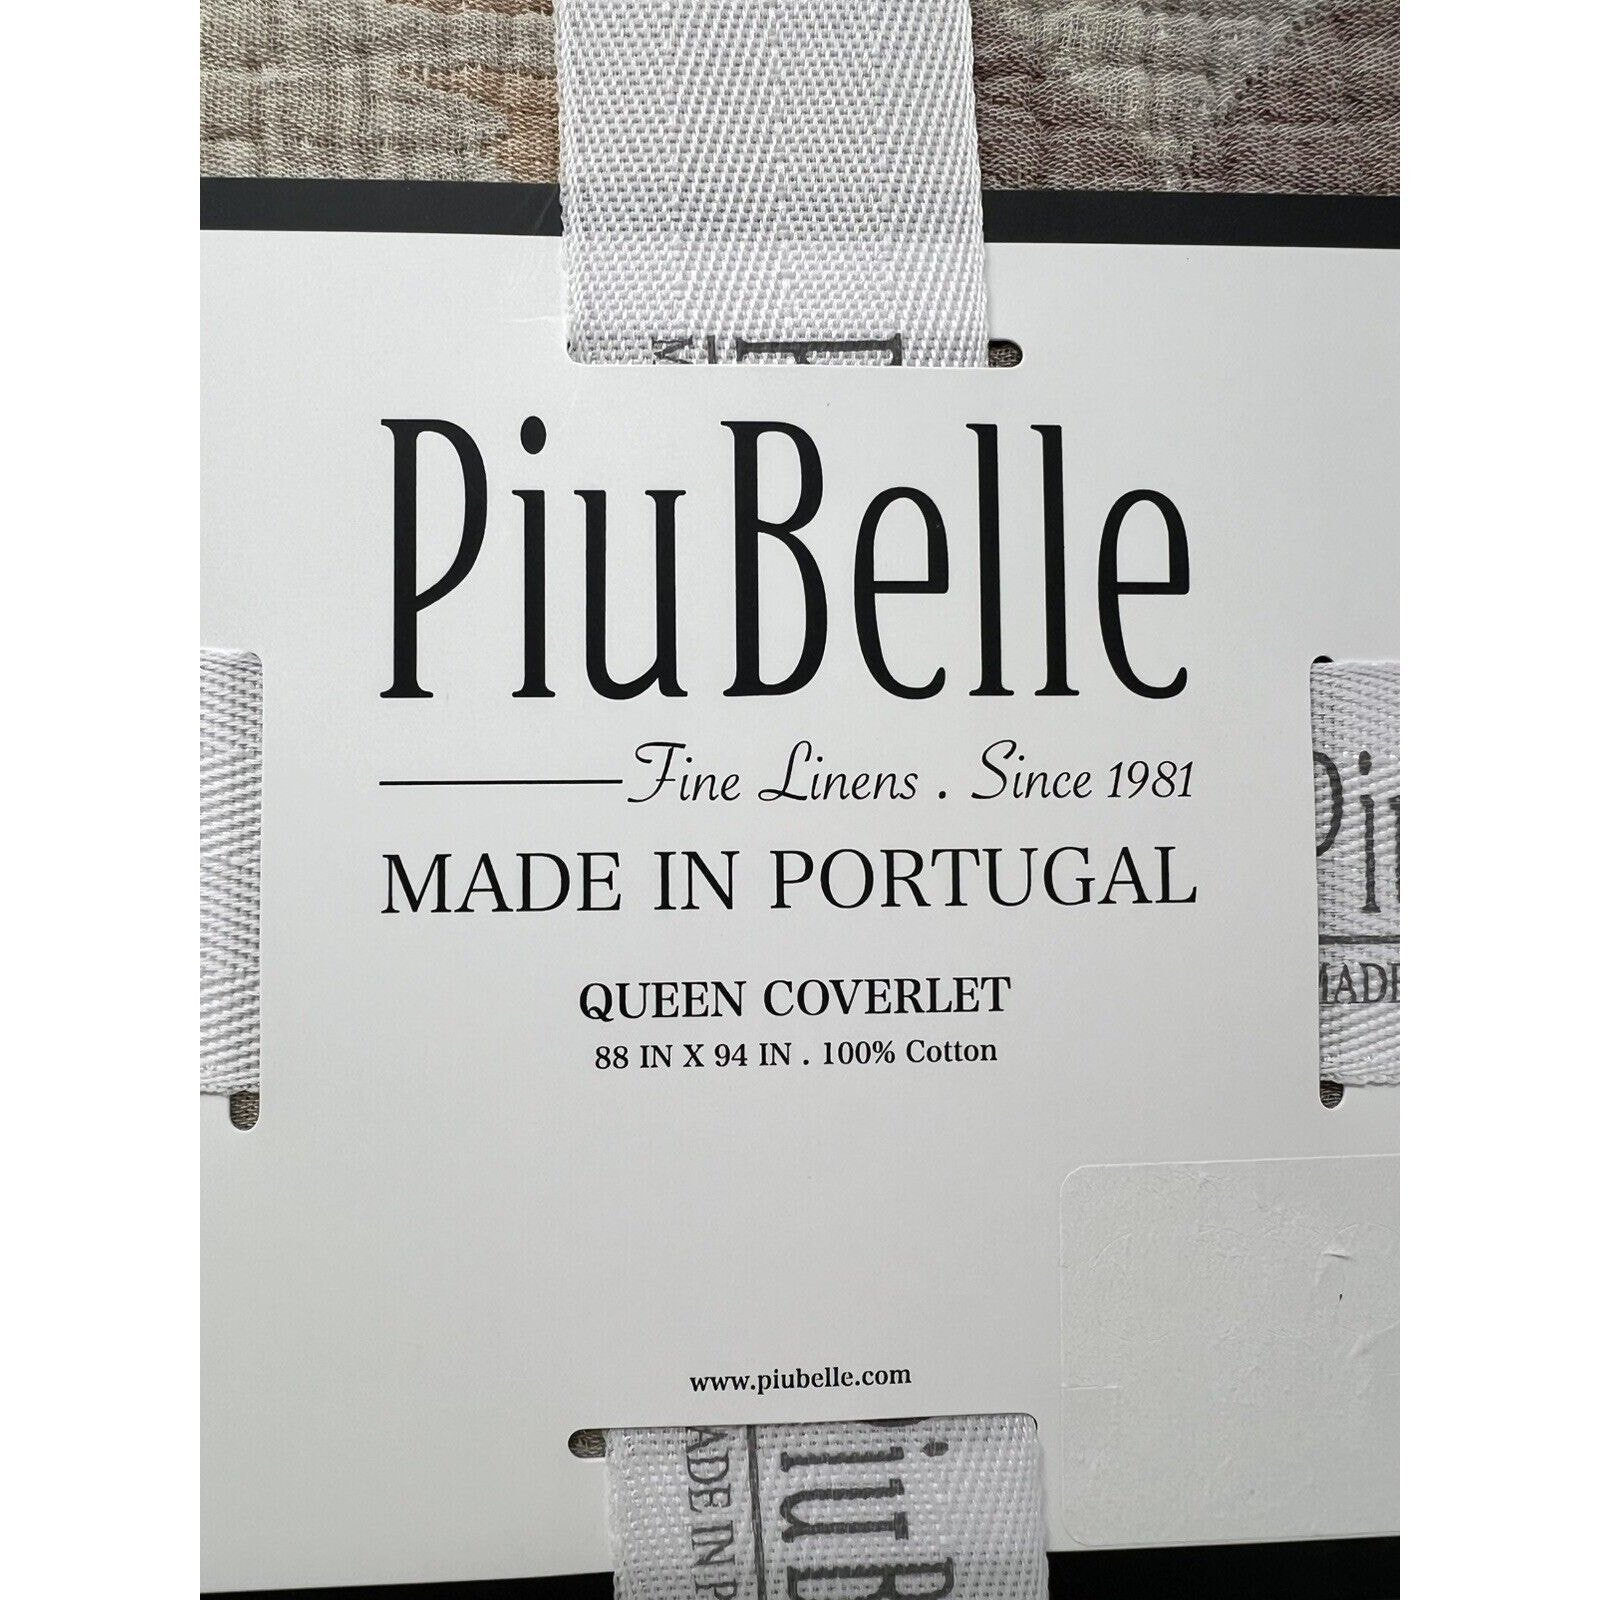 PiuBelle
Fine Linens . Since 1981
MADE IN PORTUGAL
QUEEN COVERLET
88 IN X 94 IN . 100% Cotton
www.piubelle.com